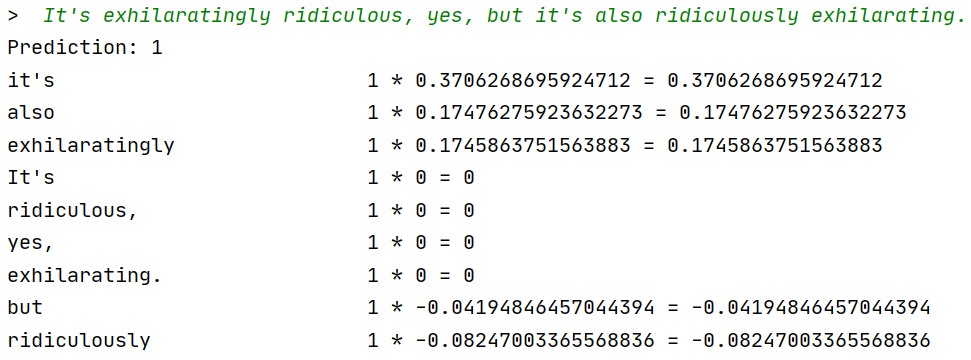 > It's exhilaratingly ridiculous, yes, but it's also ridiculously exhilarating.
Prediction: 1
it's 1 * 0.3706268695924712 = 0.3706268695924712
also 1 * 0.17476275923632273 = 0.17476275923632273
exhilaratingly 1 * 0.1745863751563883 = 0.1745863751563883
It's 1 * 0 = 0
ridiculous, 1 * 0 = 0
yes, 1 * 0 = 0
exhilarating. 1 * 0 = 0
but 1 * -0.04194846457044394 = -0.04194846457044394
ridiculously 1 * -0.08247003365568836 = -0.08247003365568836